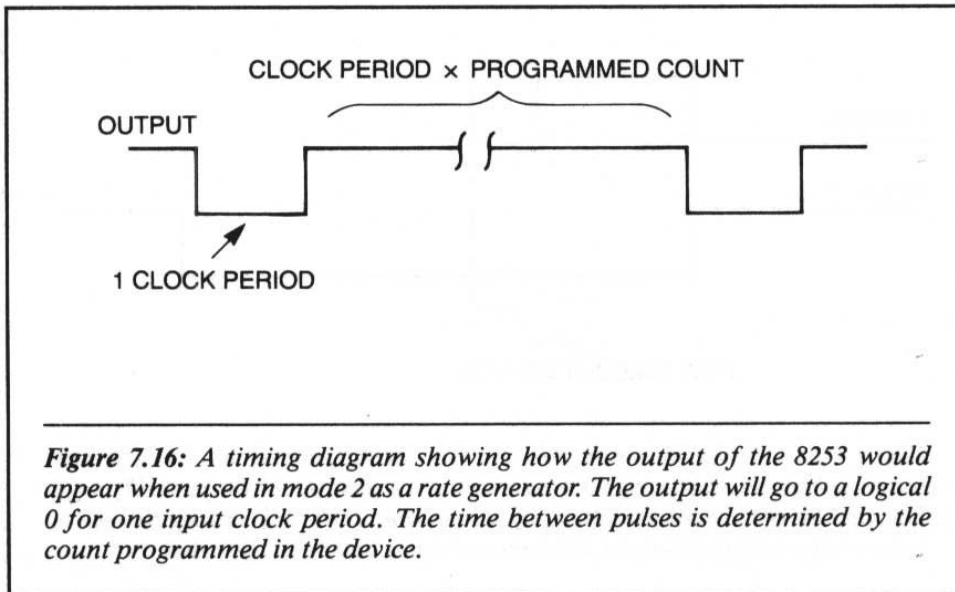 CLOCK PERIOD × PROGRAMMED COUNT
OUTPUT
1 CLOCK PERIOD
Figure 7.16: A timing diagram showing how the output of the 8253 would
appear when used in mode 2 as a rate generator. The output will go to a logical
0 for one input clock period. The time between pulses is determined by the
count programmed in the device.